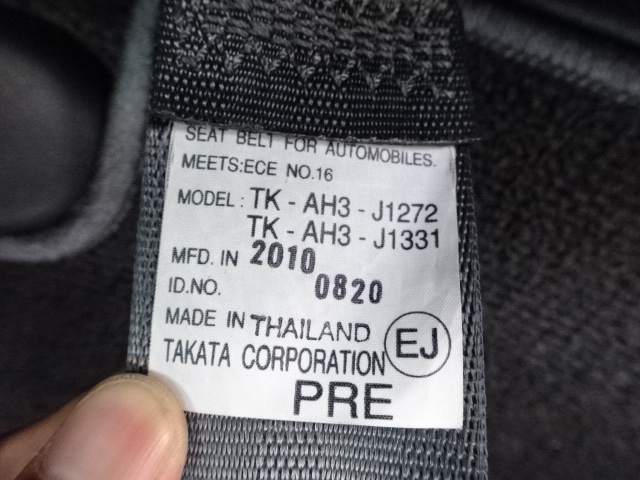 SEAT BELT FOR AUTOMOBILES.
MEETS:ECE NO.16
MODEL : TK - AH3 - J1272
TK - AH3 - J1331
MFD. IN 2010
ID.NO. 0820
MADE IN THAILAND
TAKATA CORPORATION EJ
PRE